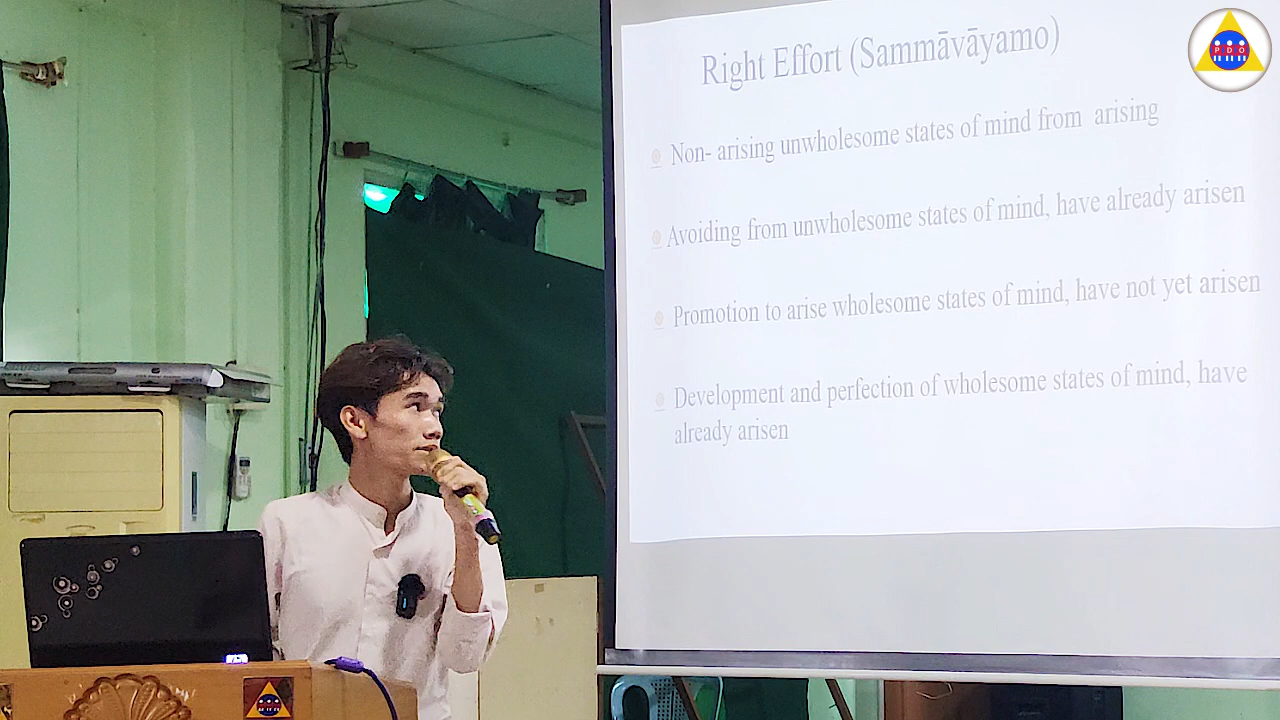 Right Effort (Sammāvāyamo)
Non- arising unwholesome states of mind from arising
Avoiding from unwholesome states of mind, have already arisen
Promotion to arise wholesome states of mind, have not yet arisen
Development and perfection of wholesome states of mind, have
already arisen
PDO